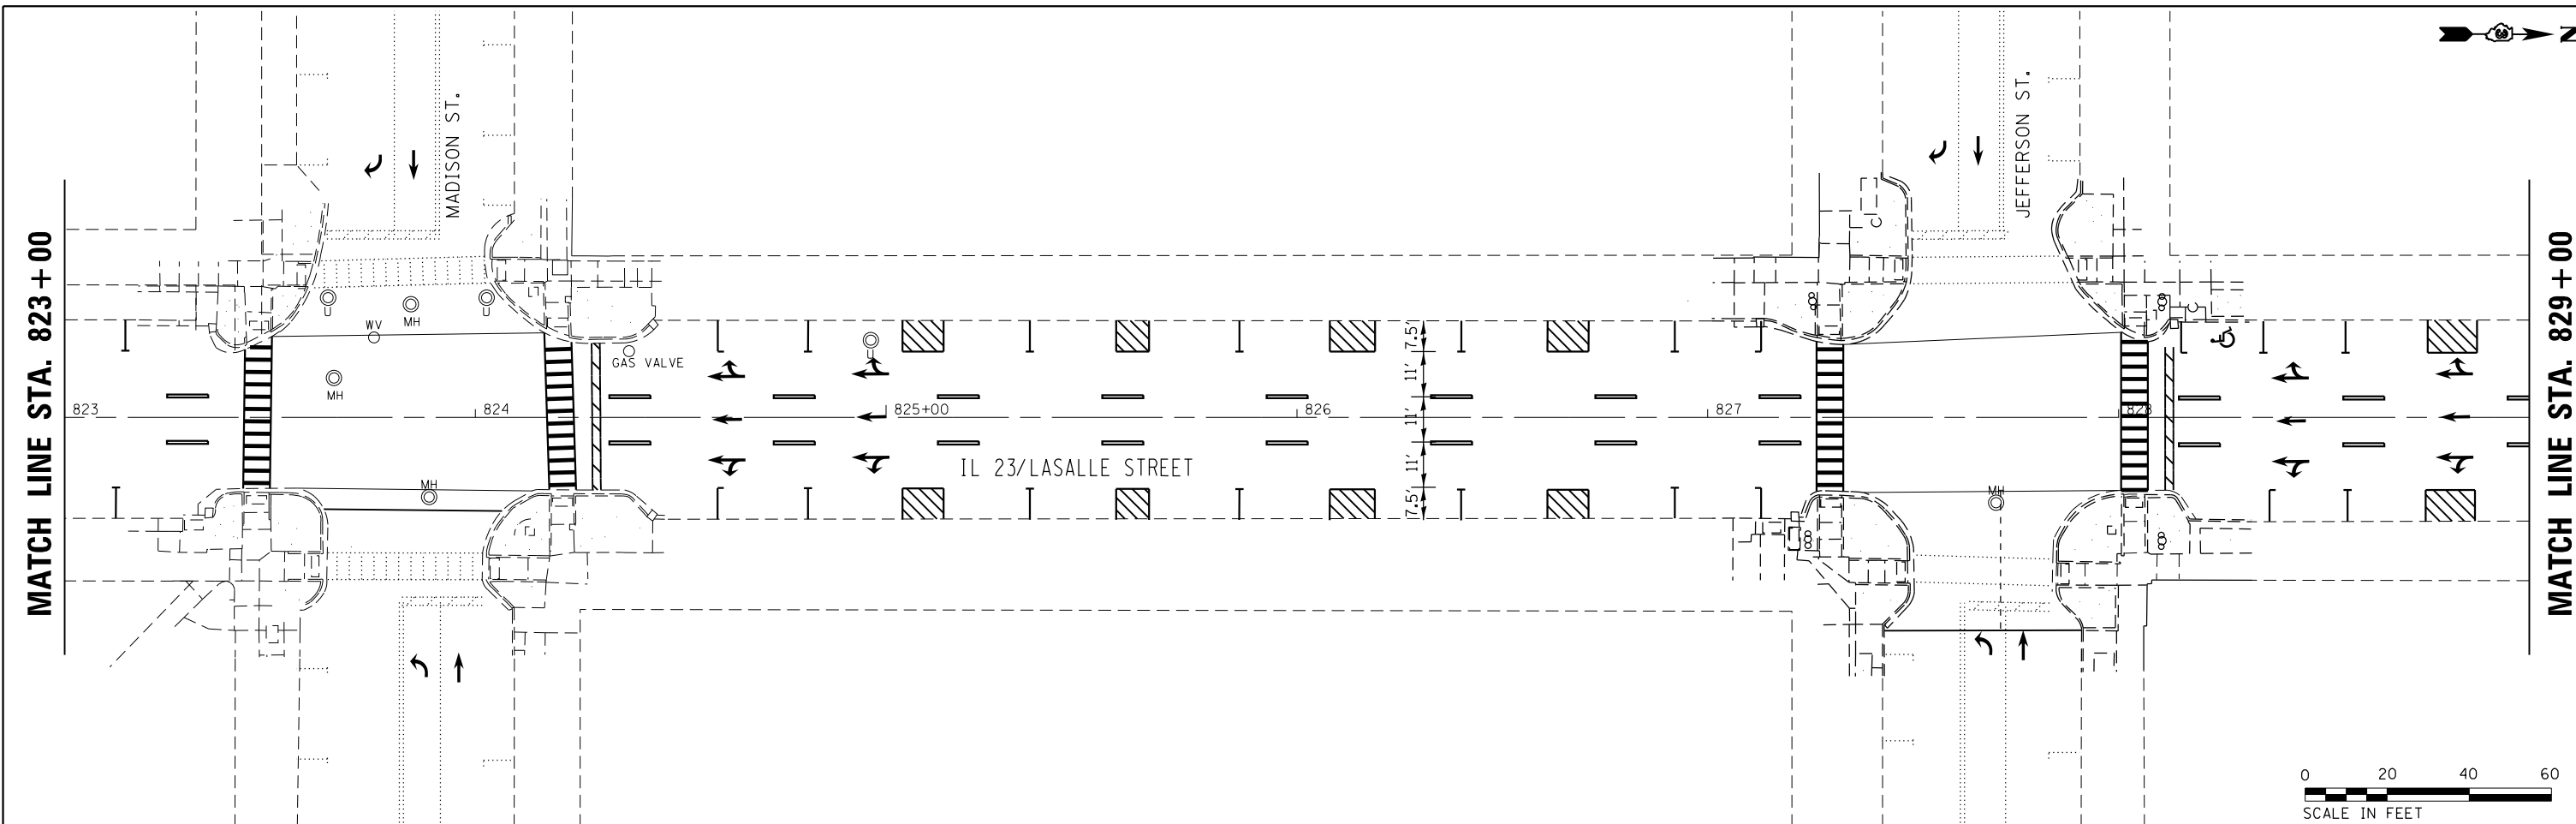 N
MADISON ST.
JEFFERSON ST.
MATCH LINE STA. 823+00
MATCH LINE STA. 829+00
U
MH
U
WV
GAS VALVE
U
MH
7.5'
11'
11'
11'
7.5'
823
824
825+00
826
827
828
IL 23/LASALLE STREET
MH
MH
0 20 40 60
SCALE IN FEET